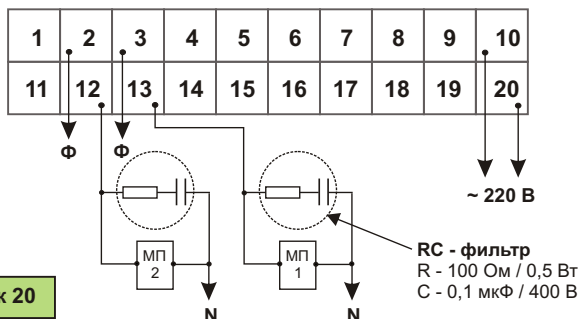 1 2 3 4 5 6 7 8 9 10
11 12 13 14 15 16 17 18 19 20
Ф Ф
~ 220 В
МП
2
МП
1
RC - фильтр
R - 100 Ом / 0,5 Вт
C - 0,1 мкФ / 400 В
к 20
N N